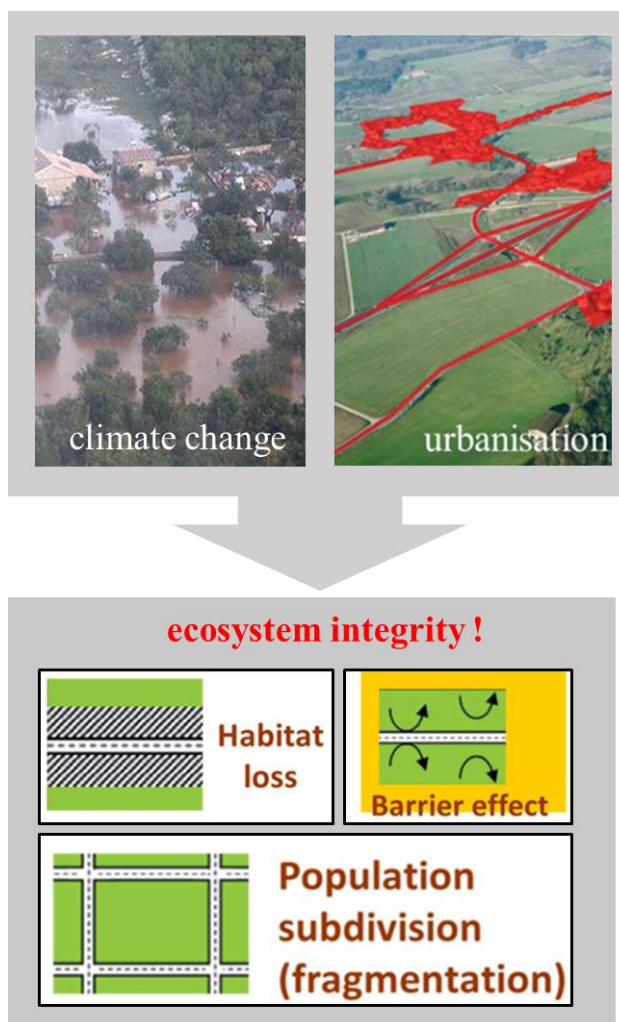 climate change
urbanisation
ecosystem integrity !
Habitat
loss
Barrier effect
Population
subdivision
(fragmentation)